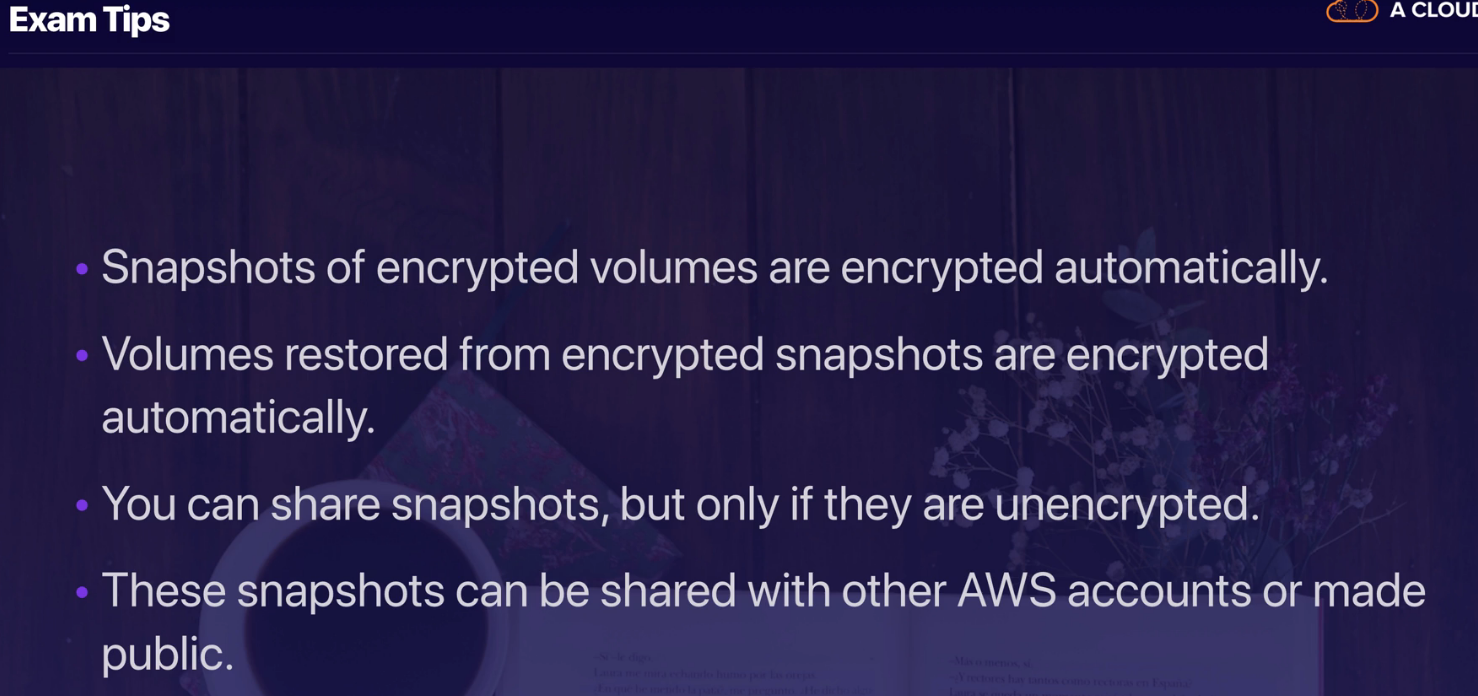 Exam Tips
A CLOUD
• Snapshots of encrypted volumes are encrypted automatically.
• Volumes restored from encrypted snapshots are encrypted
automatically.
• You can share snapshots, but only if they are unencrypted.
• These snapshots can be shared with other AWS accounts or made
public.